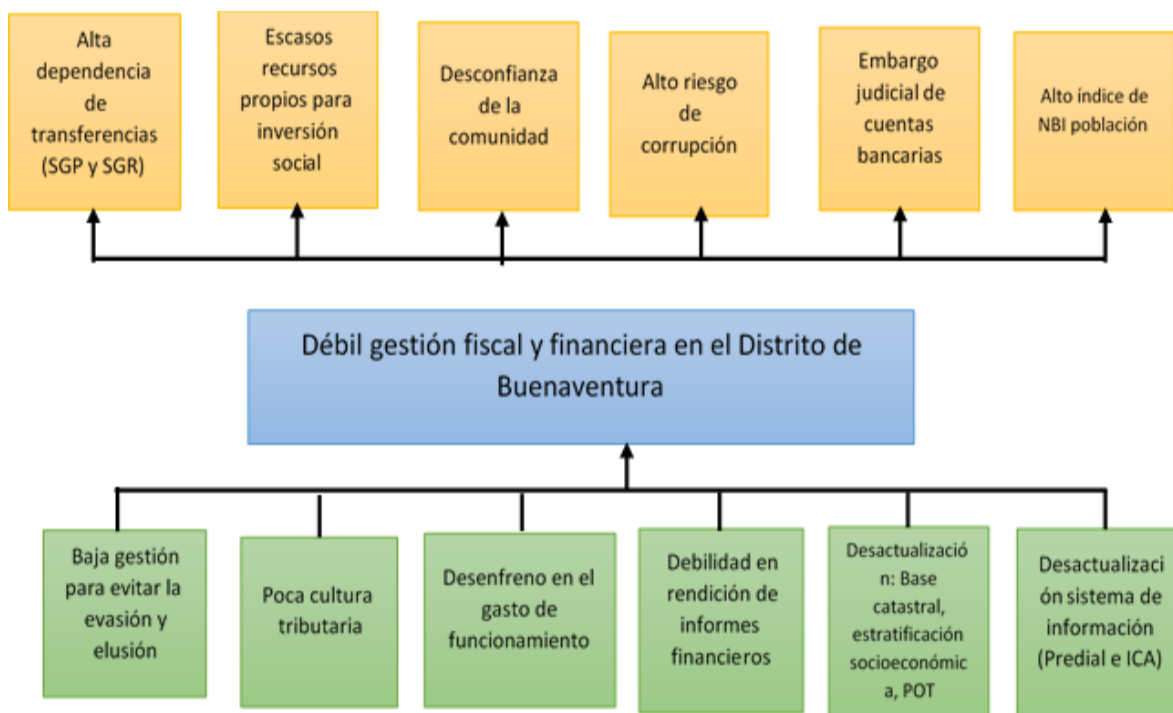 Alta
dependencia
de
transferencias
(SGP y SGR)
Escasos
recursos
propios para
inversión
social
Desconfianza
de la
comunidad
Alto riesgo
de
corrupción
Embargo
judicial de
cuentas
bancarias
Alto índice de
NBI población
Débil gestión fiscal y financiera en el Distrito de
Buenaventura
Baja gestión
para evitar la
evasión y
elusión
Poca cultura
tributaria
Desenfreno en el
gasto de
funcionamiento
Debilidad en
rendición de
informes
financieros
Desactualizació
n: Base
catastral,
estratificación
socioeconómic
a, POT
Desactualizaci
ón sistema de
información
(Predial e ICA)